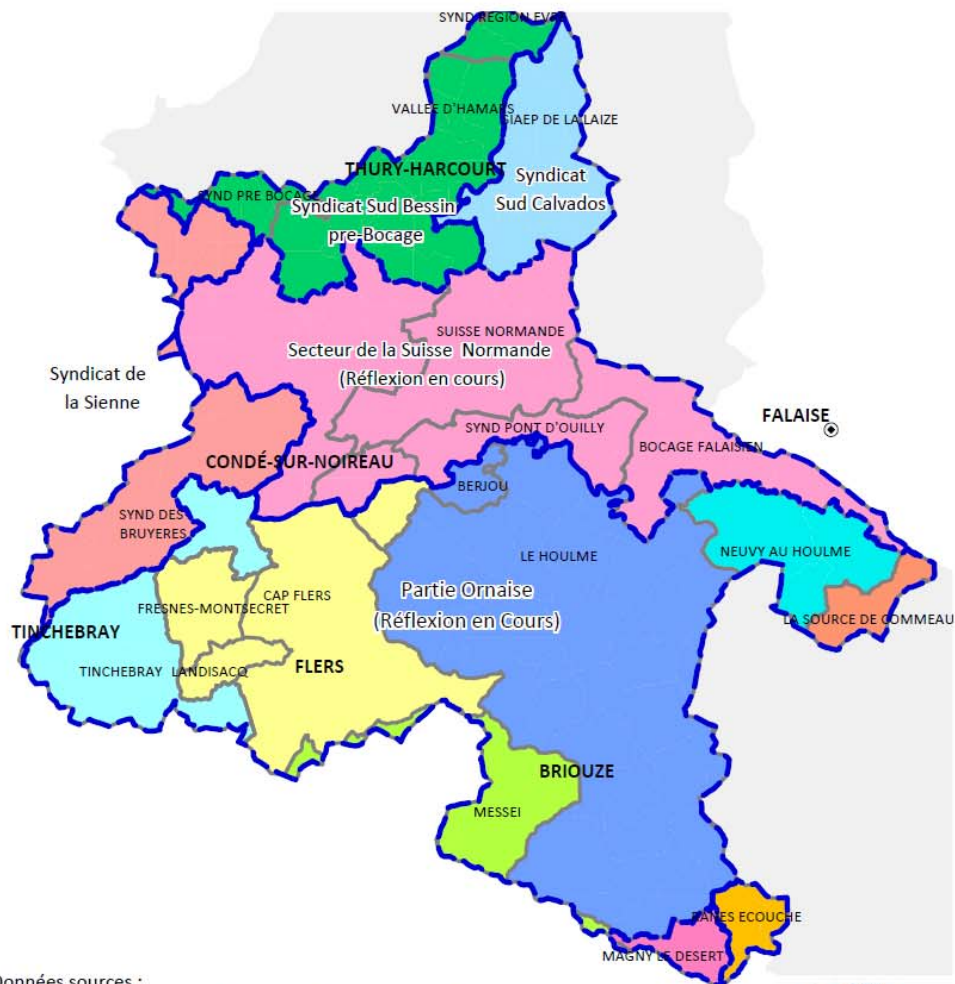 SYND REGION EVRE
VALLEE D'HAMARS
SIAEP DE LA LAIZE
THURY-HARCOURT
Syndicat
Sud Calvados
SYND PRE BOCAGE
Syndicat Sud Bessin
pre-Bocage
SUISSE NORMANDE
Secteur de la Suisse Normande
(Réflexion en cours)
Syndicat de
la Sienne
FALAISE
SYND PONT D'OUILLY
BOCAGE FALAISIEN
CONDÉ-SUR-NOIREAU
BERJOU
SYND DES
BRUYERES
LE HOULME
NEUVY AU HOULME
CAP FLERS
Partie Ornaise
(Réflexion en Cours)
FRESNES-MONTSECRET
LA SOURCE DE COMMEAU
TINCHEBRAY
TINCHEBRAY
LANDISACQ
FLERS
BRIOUZE
MESSEI
RANES ECOUCHE
MAGNY LE DESERT
Données sources :